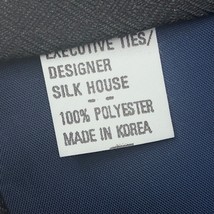 EXECUTIVE TIES/
DESIGNER
SILK HOUSE
- -
100% POLYESTER
MADE IN KOREA